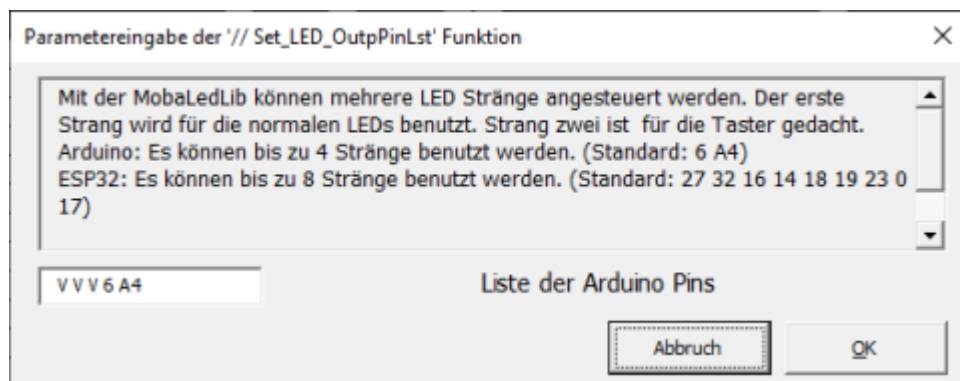 Parametereingabe der '// Set_LED_OutpPinLst' Funktion
Mit der MobaLedLib können mehrere LED Stränge angesteuert werden. Der erste
Strang wird für die normalen LEDs benutzt. Strang zwei ist für die Taster gedacht.
Arduino: Es können bis zu 4 Stränge benutzt werden. (Standard: 6 A4)
ESP32: Es können bis zu 8 Stränge benutzt werden. (Standard: 27 32 16 14 18 19 23 0
17)
V V V 6 A4
Liste der Arduino Pins
Abbruch
OK